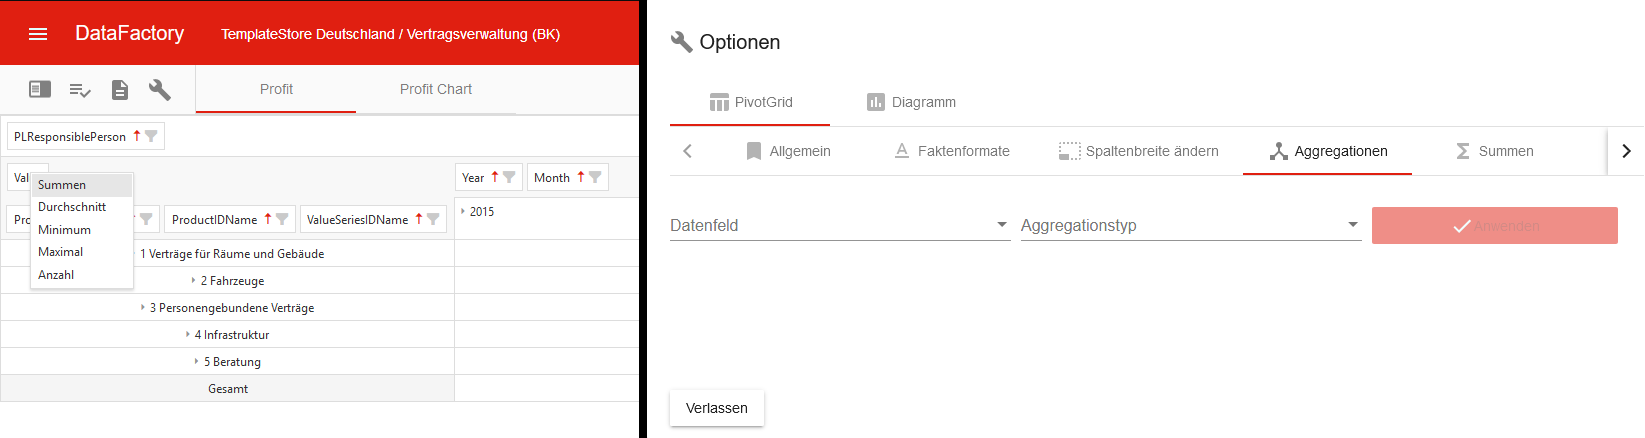 DataFactory
TemplateStore Deutschland / Vertragsverwaltung (BK)
Profit
Profit Chart
PLResponsiblePerson
Val
Summen
Durchschnitt
Minimum
Maximal
Anzahl
Year
Month
ProductIDName
ValueSeriesIDName
2015
1 Verträge für Räume und Gebäude
2 Fahrzeuge
3 Personengebundene Verträge
4 Infrastruktur
5 Beratung
Gesamt
Optionen
PivotGrid
Diagramm
Allgemein
Faktenformate
Spaltenbreite ändern
Aggregationen
Summen
Datenfeld
Aggregationstyp
Anwenden
Verlassen